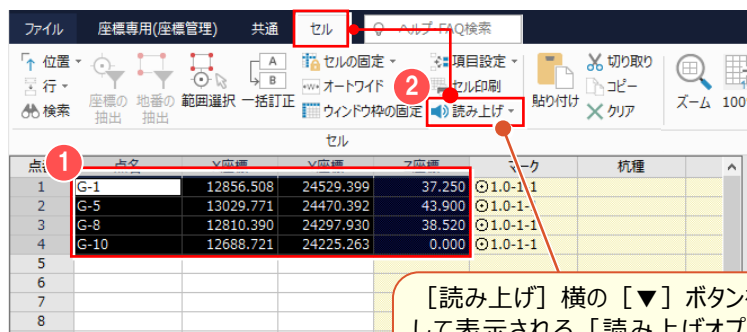 ファイル 座標専用(座標管理) 共通 セル ヘルプ FAQ検索
位置 セルの固定 項目設定 切り取り
行 座標の抽出 地番の抽出 範囲選択 一括訂正 オートワイド セル印刷 貼り付け コピー ズーム 100
検索 ウィンドウ枠の固定 読み上げ クリア
A
B
2
セル
1
点名 X座標 Y座標 Z座標 マーク 杭種
1 G-1 12856.508 24529.399 37.250 1.0-1-1
2 G-5 13029.771 24470.392 43.900 1.0-1-1
3 G-8 12810.390 24297.930 38.520 1.0-1-1
4 G-10 12688.721 24225.263 0.000 1.0-1-1
5
6
7
8
［読み上げ］横の［▼］ボタン
して表示される［読み上げオプ